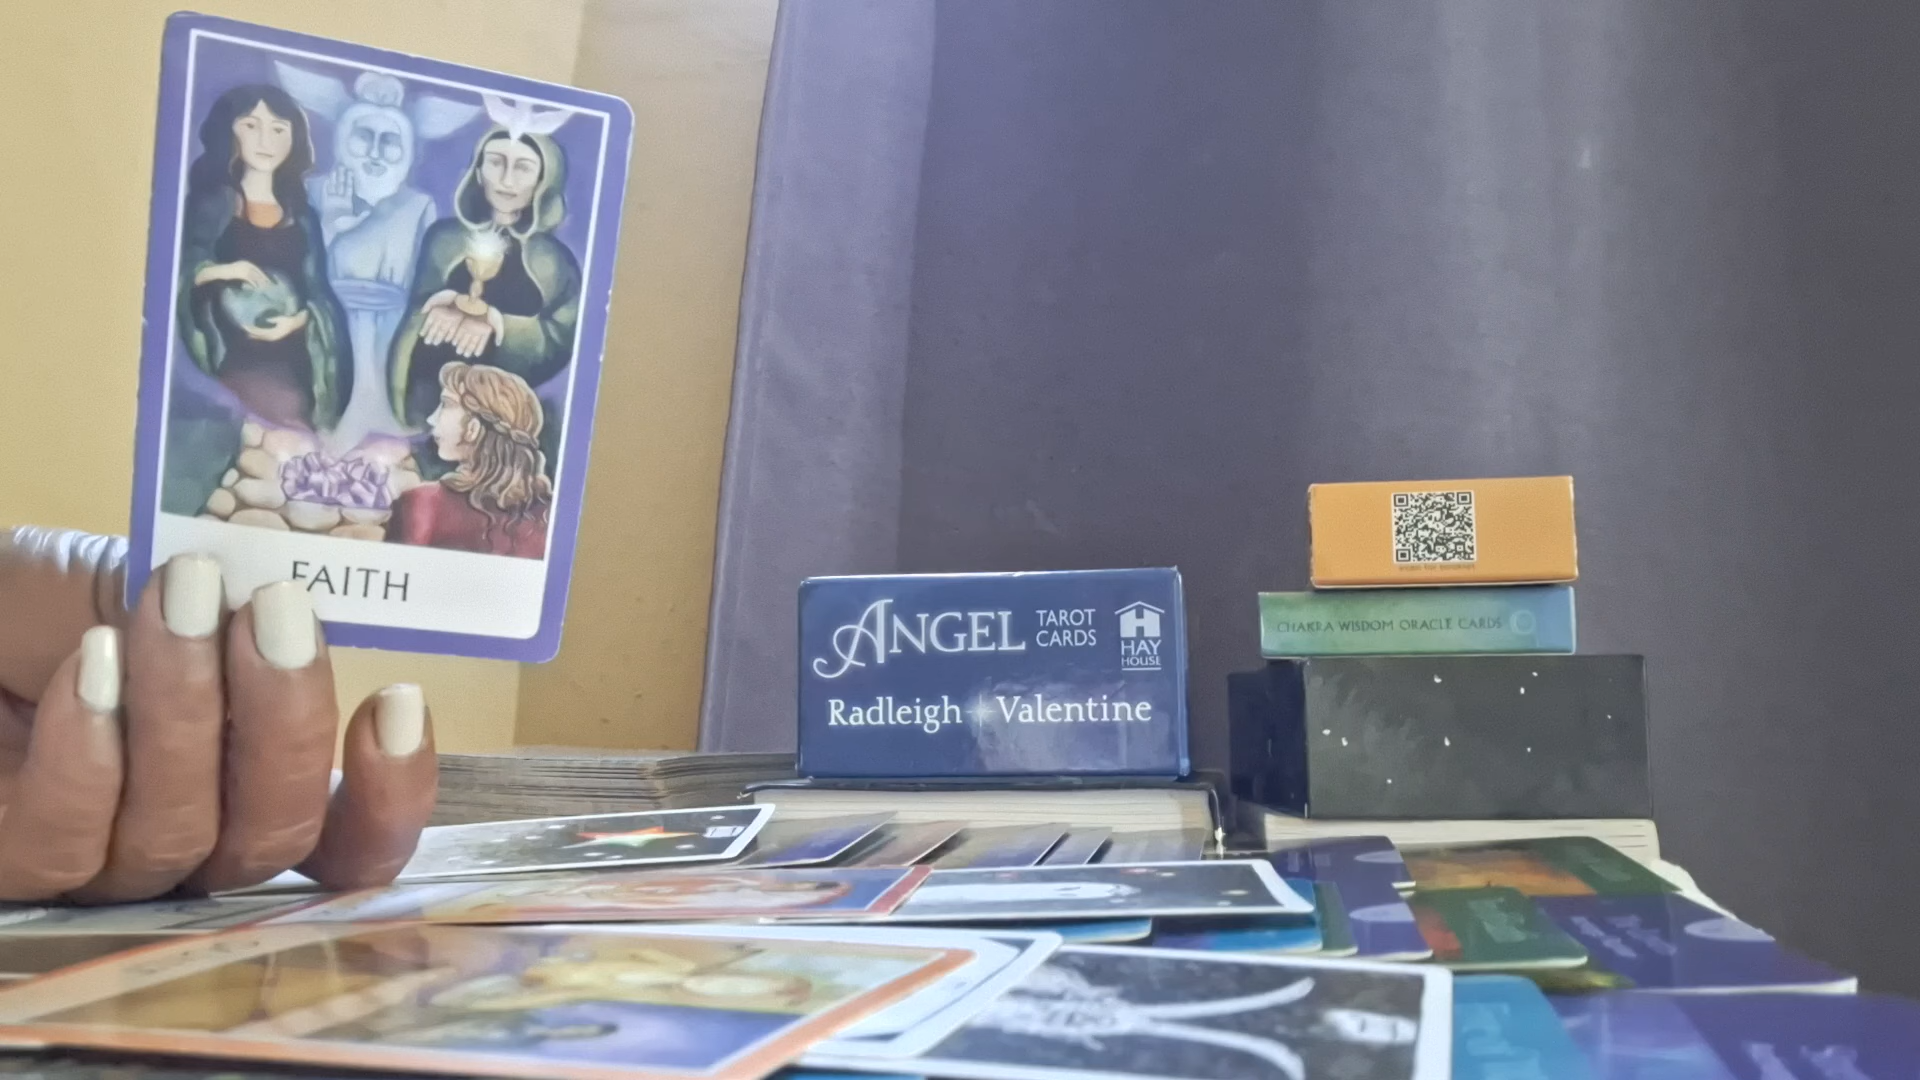 FAITH
ANGEL TAROT CARDS
HAY HOUSE
Radleigh Valentine
CHAKRA WISDOM ORACLE CARDS